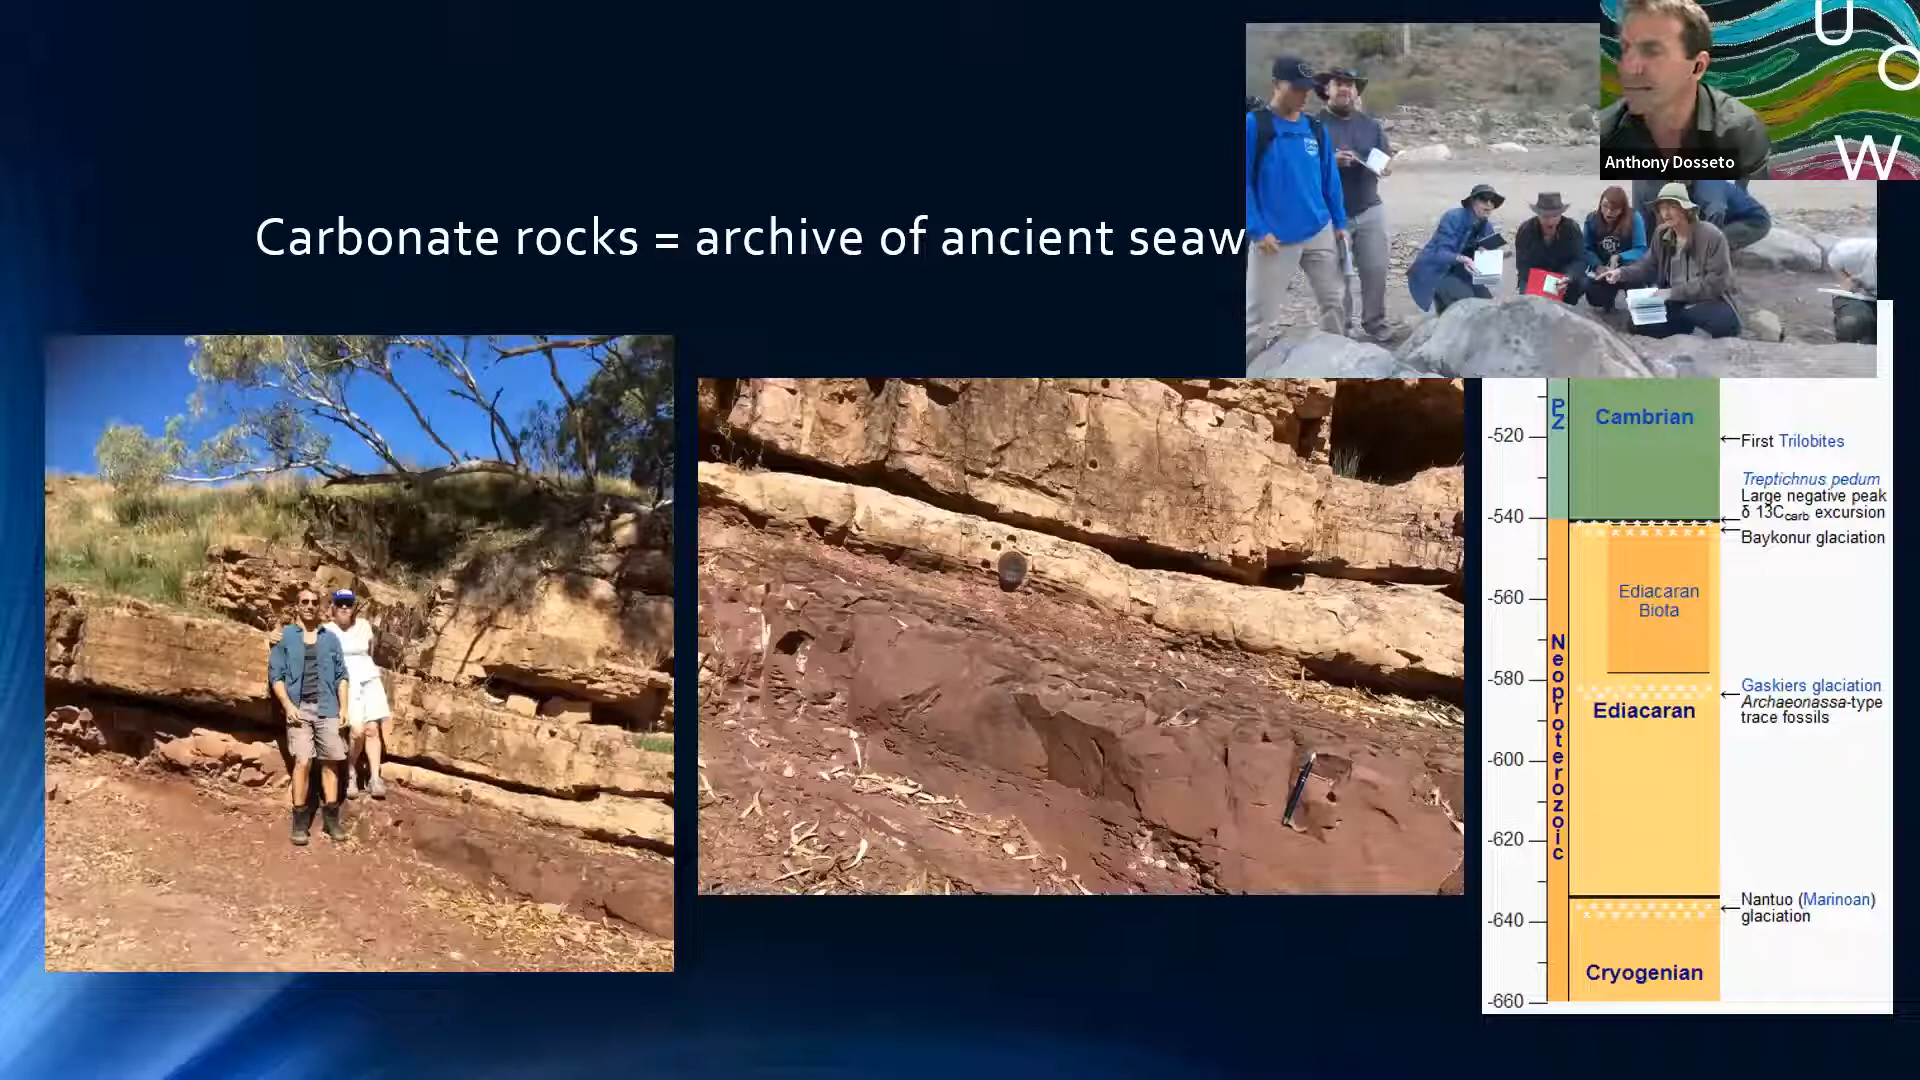 U
O
W
Anthony Dosseto
Carbonate rocks = archive of ancient seaw
PZ
Cambrian
-520
First Trilobites
Treptichnus pedum
Large negative peak
δ 13Ccarb excursion
-540
Baykonur glaciation
-560
Ediacaran
Biota
Neoproterozoic
-580
Gaskiers glaciation
Archaeonassa-type
trace fossils
Ediacaran
-600
-620
Nantuo (Marinoan)
glaciation
-640
Cryogenian
-660